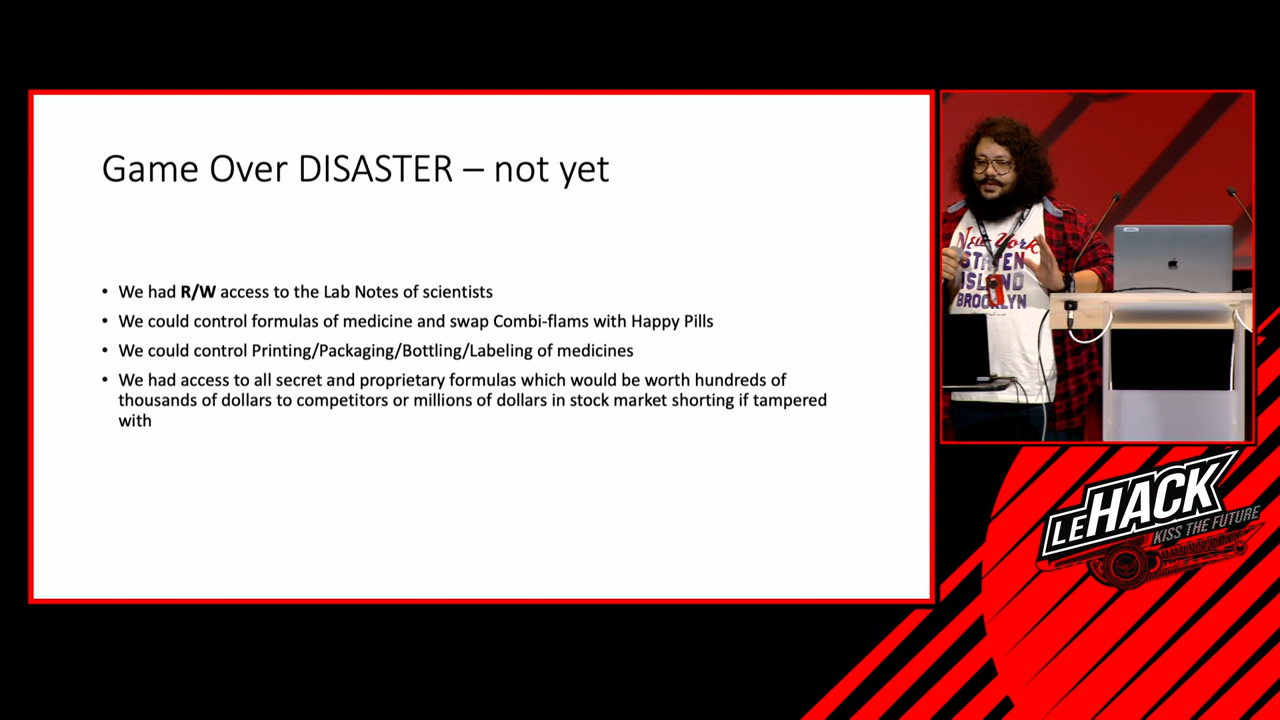 Game Over DISASTER – not yet
• We had R/W access to the Lab Notes of scientists
• We could control formulas of medicine and swap Combi-flams with Happy Pills
• We could control Printing/Packaging/Bottling/Labeling of medicines
• We had access to all secret and proprietary formulas which would be worth hundreds of
thousands of dollars to competitors or millions of dollars in stock market shorting if tampered
with
New York
STATEN
ISLAND
BROOKLYN
LEHACK
KISS THE FUTURE